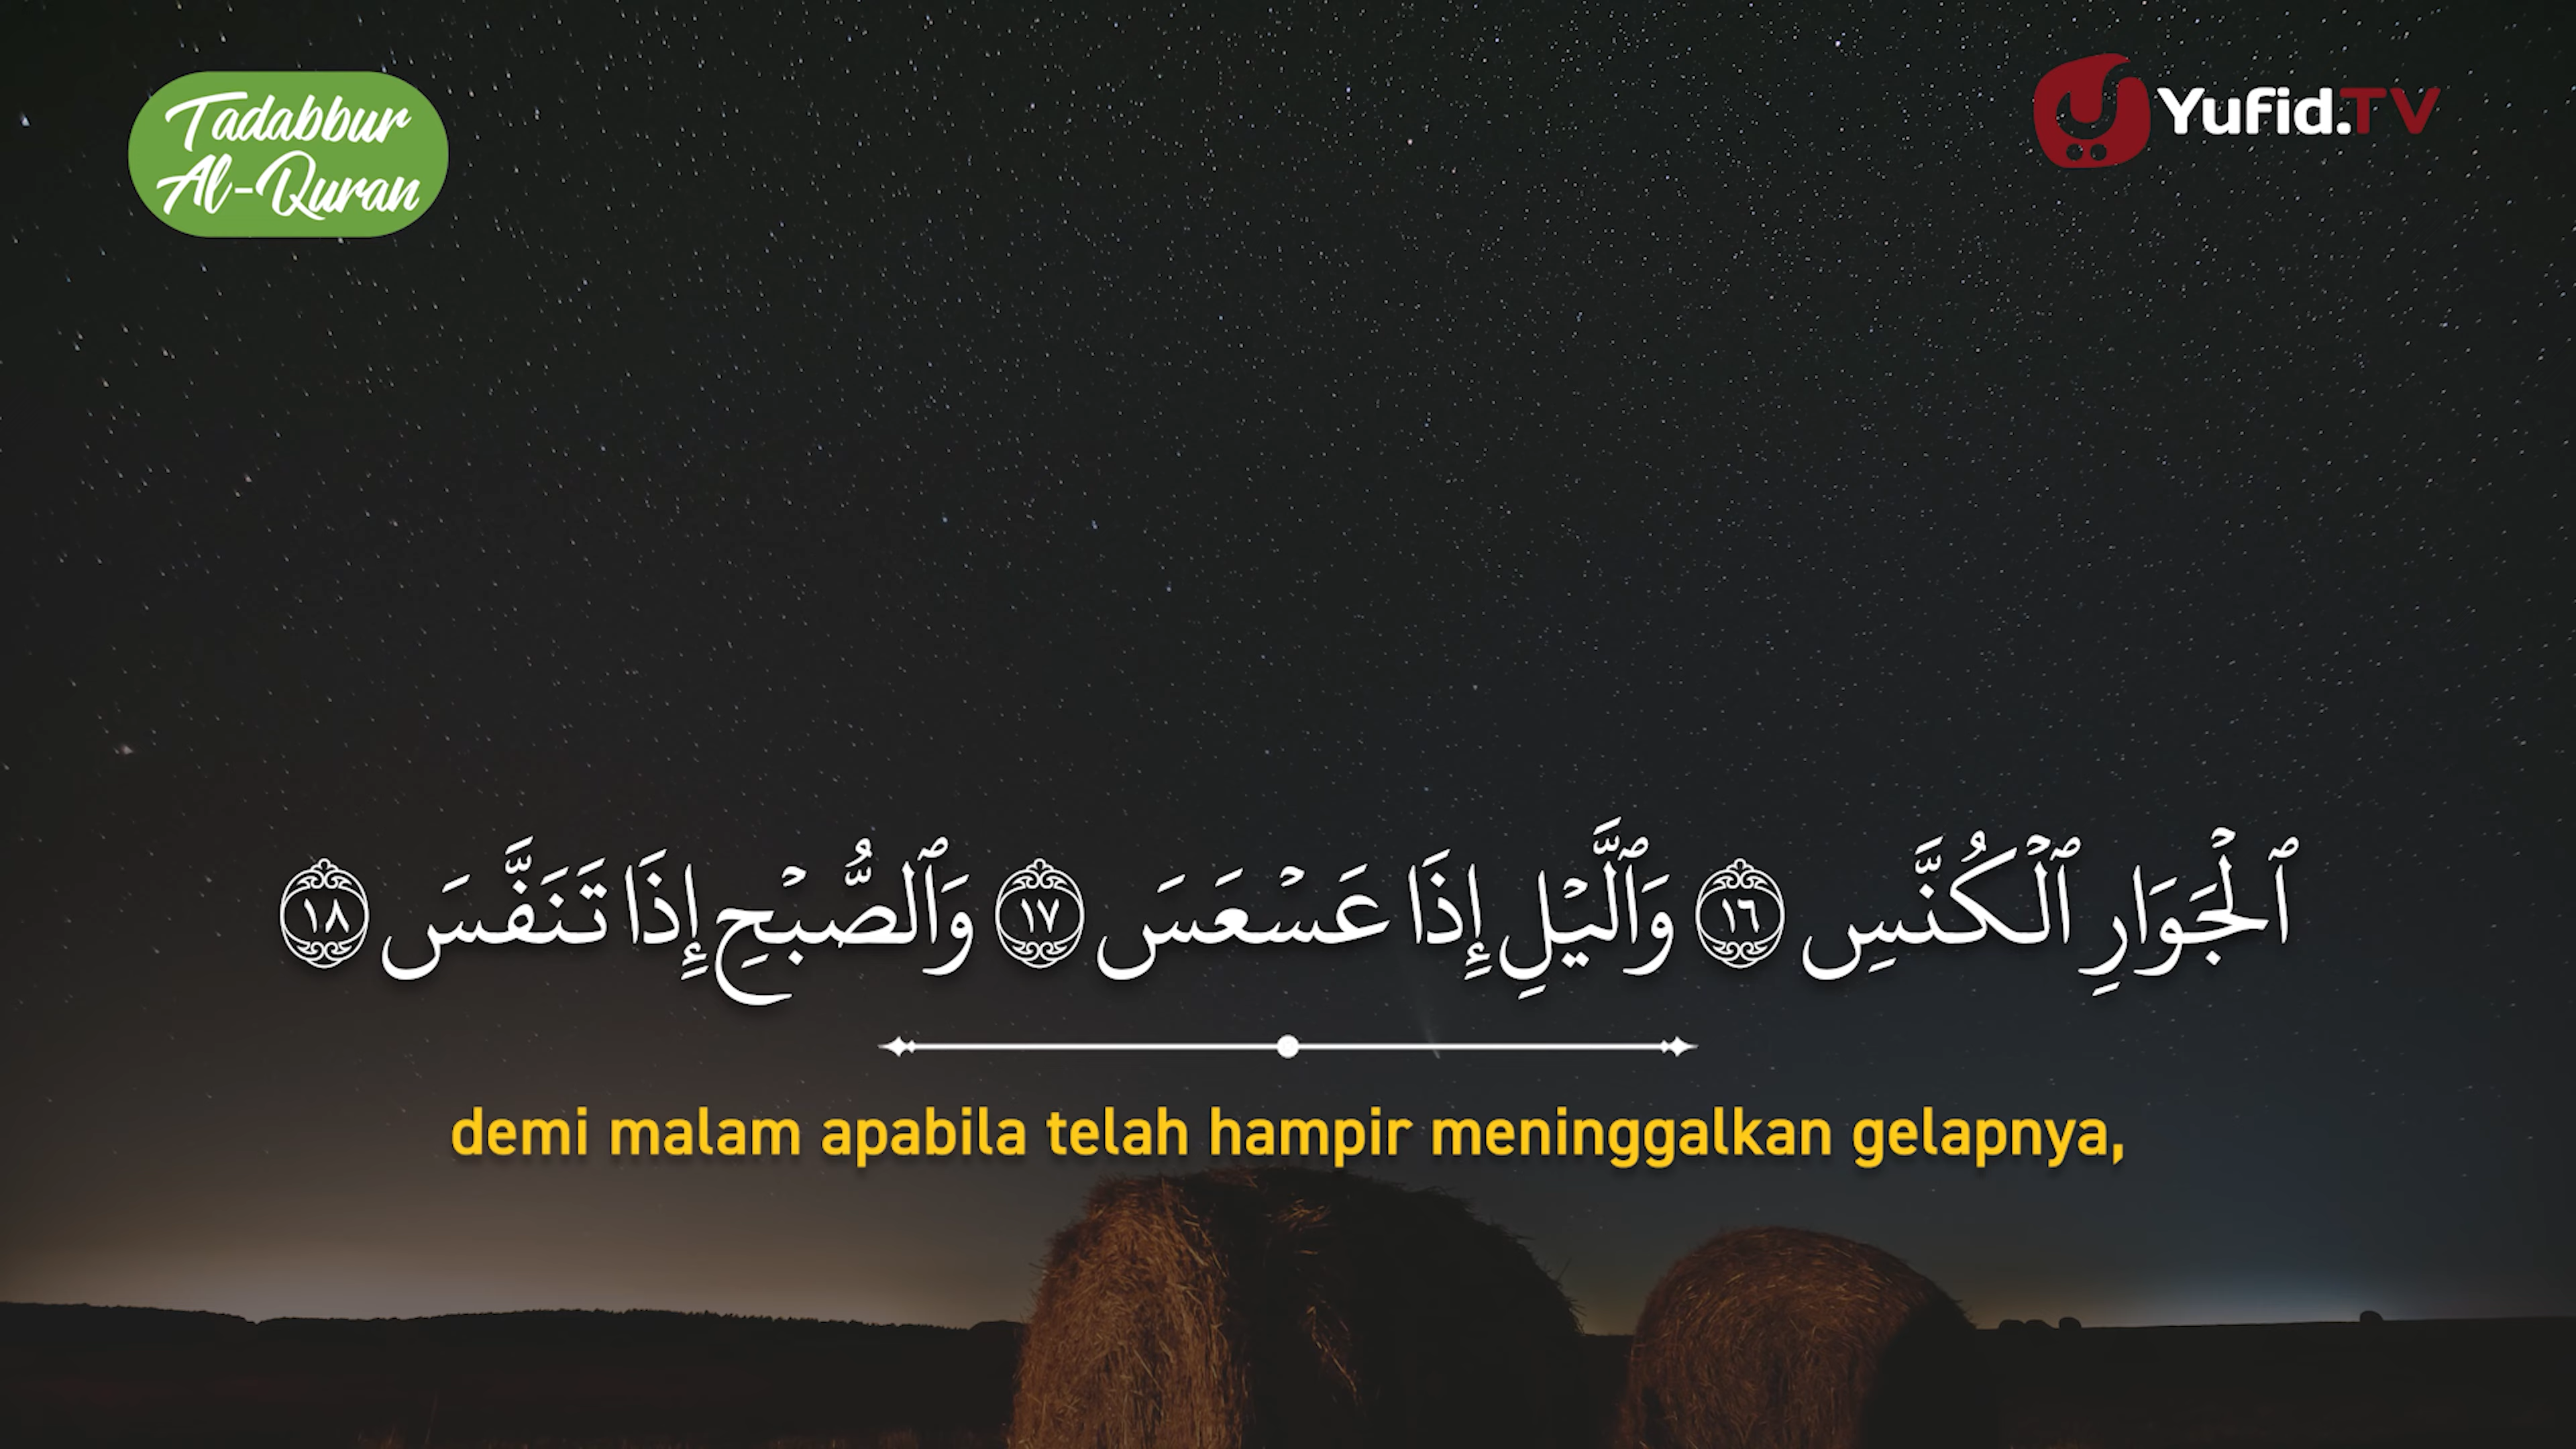 Tadabbur
Al-Quran
Yufid.TV
ٱلْجَوَارِ ٱلْكُنَّسِ ١٦ وَٱلَّيْلِ إِذَا عَسْعَسَ ١٧ وَٱلصُّبْحِ إِذَا تَنَفَّسَ ١٨
demi malam apabila telah hampir meninggalkan gelapnya,